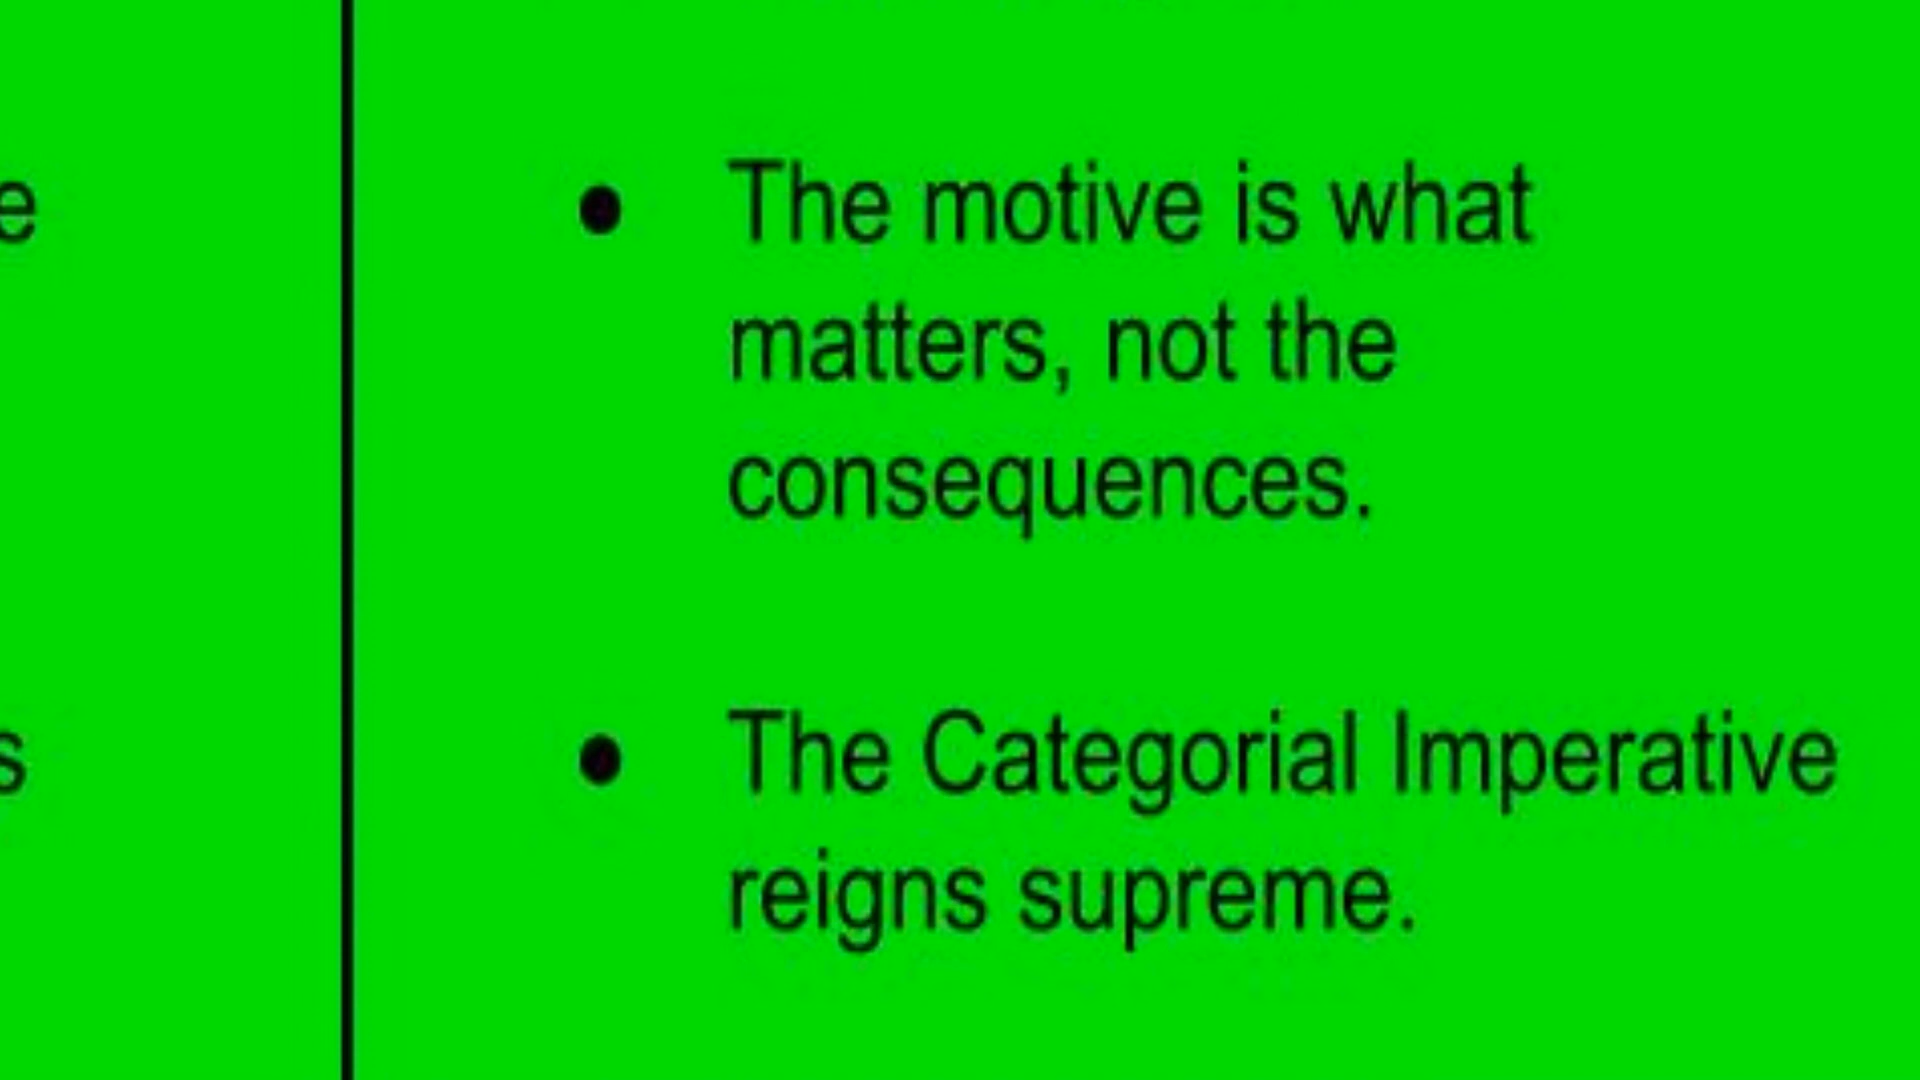 e
• The motive is what
matters, not the
consequences.
s
• The Categorial Imperative
reigns supreme.